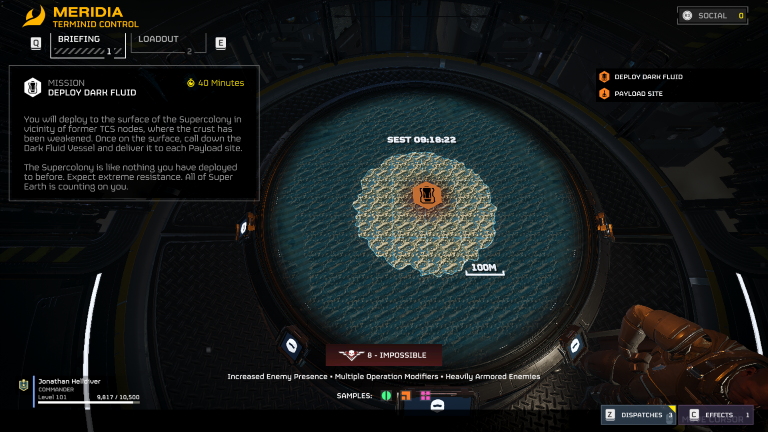 MERIDIA
TERMINID CONTROL
Q
BRIEFING
1
LOADOUT
2
E
SOCIAL 0
MISSION
DEPLOY DARK FLUID
40 Minutes
You will deploy to the surface of the Supercolony in
vicinity of former TCS nodes, where the crust has
been weakened. Once on the surface, call down the
Dark Fluid Vessel and deliver it to each Payload site.
The Supercolony is like nothing you have deployed
to before. Expect extreme resistance. All of Super
Earth is counting on you.
DEPLOY DARK FLUID
PAYLOAD SITE
SEST 09:18:22
100M
8 - IMPOSSIBLE
Increased Enemy Presence • Multiple Operation Modifiers • Heavily Armored Enemies
SAMPLES:
Jonathan Helldiver
COMMANDER
Level 101
9,817 / 10,500
Z DISPATCHES 3
C EFFECTS 1
CURSOR